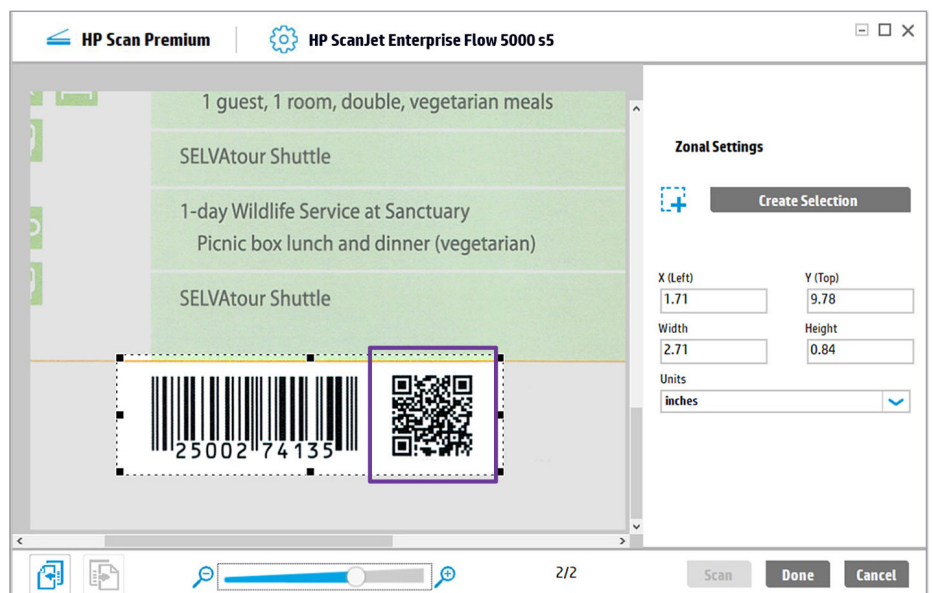 HP Scan Premium
HP ScanJet Enterprise Flow 5000 s5
1 guest, 1 room, double, vegetarian meals
SELVAtour Shuttle
1-day Wildlife Service at Sanctuary
Picnic box lunch and dinner (vegetarian)
SELVAtour Shuttle
25002 74135
Zonal Settings
Create Selection
X (Left)
Y (Top)
1.71
9.78
Width
Height
2.71
0.84
Units
inches
2/2
Scan
Done
Cancel